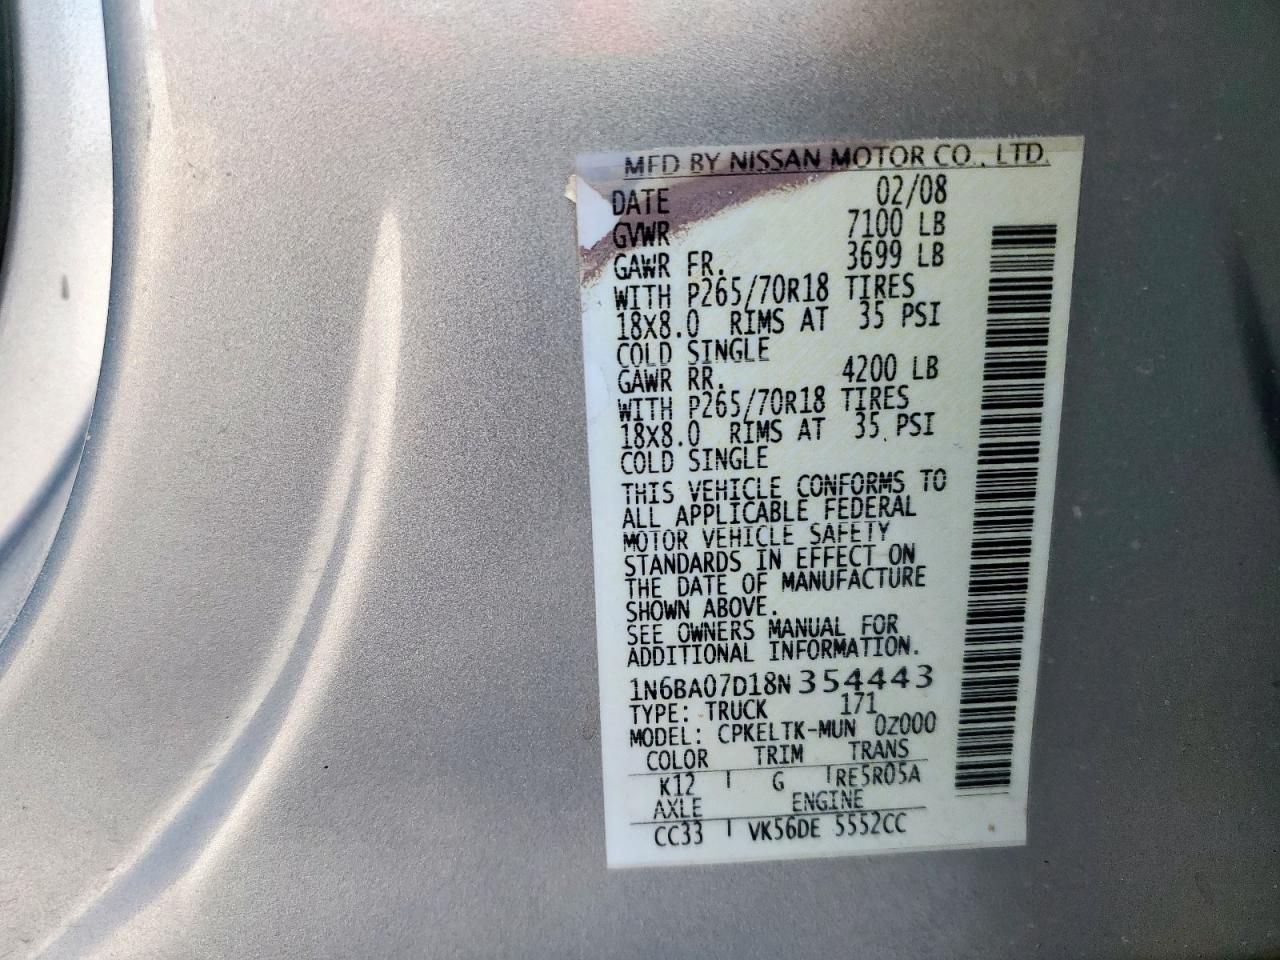 MFD BY NISSAN MOTOR CO., LTD.
DATE 02/08
GVWR 7100 LB
GAWR FR. 3699 LB
WITH P265/70R18 TIRES
18X8.0 RIMS AT 35 PSI
COLD SINGLE
GAWR RR. 4200 LB
WITH P265/70R18 TIRES
18X8.0 RIMS AT 35 PSI
COLD SINGLE
THIS VEHICLE CONFORMS TO
ALL APPLICABLE FEDERAL
MOTOR VEHICLE SAFETY
STANDARDS IN EFFECT ON
THE DATE OF MANUFACTURE
SHOWN ABOVE.
SEE OWNERS MANUAL FOR
ADDITIONAL INFORMATION.
1N6BA07D18N354443
TYPE: TRUCK 171
MODEL: CPKELTK-MUN 0Z000
COLOR TRIM TRANS
K12 G RE5R05A
AXLE ENGINE
CC33 VK56DE 5552CC